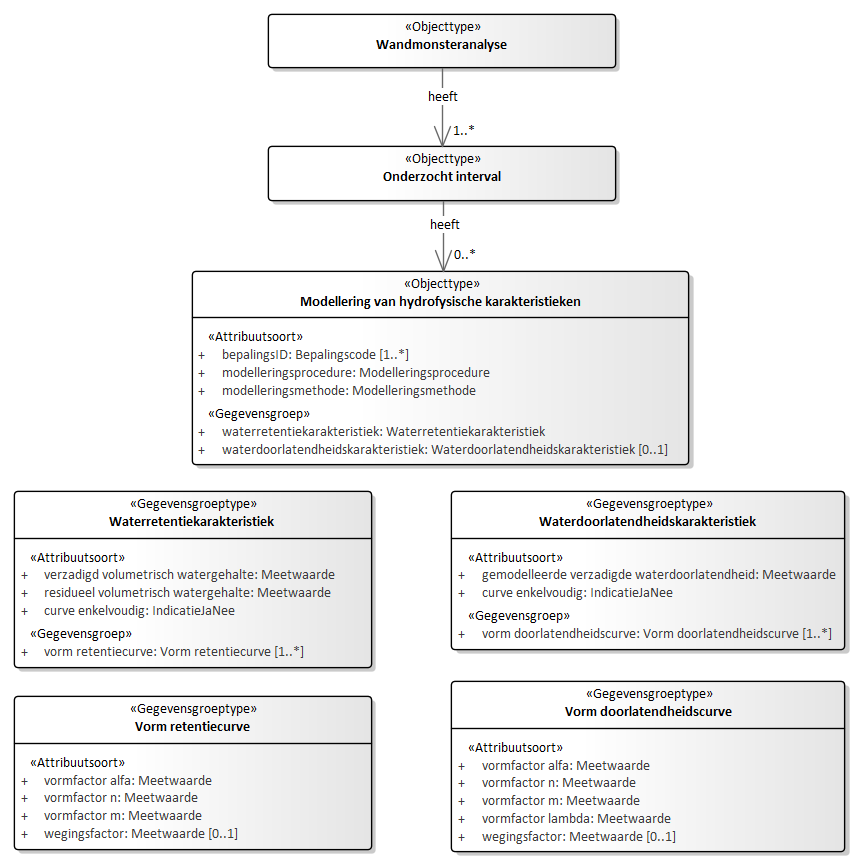 «Objecttype»
Wandmonsteranalyse
heeft
1..*
«Objecttype»
Onderzocht interval
heeft
0..*
«Objecttype»
Modellering van hydrofysische karakteristieken
«Attribuutsoort»
+ bepalingsID: Bepalingscode [1..*]
+ modelleringsprocedure: Modelleringsprocedure
+ modelleringsmethode: Modelleringsmethode
«Gegevensgroep»
+ waterretentiekarakteristiek: Waterretentiekarakteristiek
+ waterdoorlatendheidskarakteristiek: Waterdoorlatendheidskarakteristiek [0..1]
«Gegevensgroeptype»
Waterretentiekarakteristiek
«Attribuutsoort»
+ verzadigd volumetrisch watergehalte: Meetwaarde
+ residueel volumetrisch watergehalte: Meetwaarde
+ curve enkelvoudig: IndicatieJaNee
«Gegevensgroep»
+ vorm retentiecurve: Vorm retentiecurve [1..*]
«Gegevensgroeptype»
Waterdoorlatendheidskarakteristiek
«Attribuutsoort»
+ gemodelleerde verzadigde waterdoorlatendheid: Meetwaarde
+ curve enkelvoudig: IndicatieJaNee
«Gegevensgroep»
+ vorm doorlatendheidscurve: Vorm doorlatendheidscurve [1..*]
«Gegevensgroeptype»
Vorm retentiecurve
«Attribuutsoort»
+ vormfactor alfa: Meetwaarde
+ vormfactor n: Meetwaarde
+ vormfactor m: Meetwaarde
+ wegingsfactor: Meetwaarde [0..1]
«Gegevensgroeptype»
Vorm doorlatendheidscurve
«Attribuutsoort»
+ vormfactor alfa: Meetwaarde
+ vormfactor n: Meetwaarde
+ vormfactor m: Meetwaarde
+ vormfactor lambda: Meetwaarde
+ wegingsfactor: Meetwaarde [0..1]